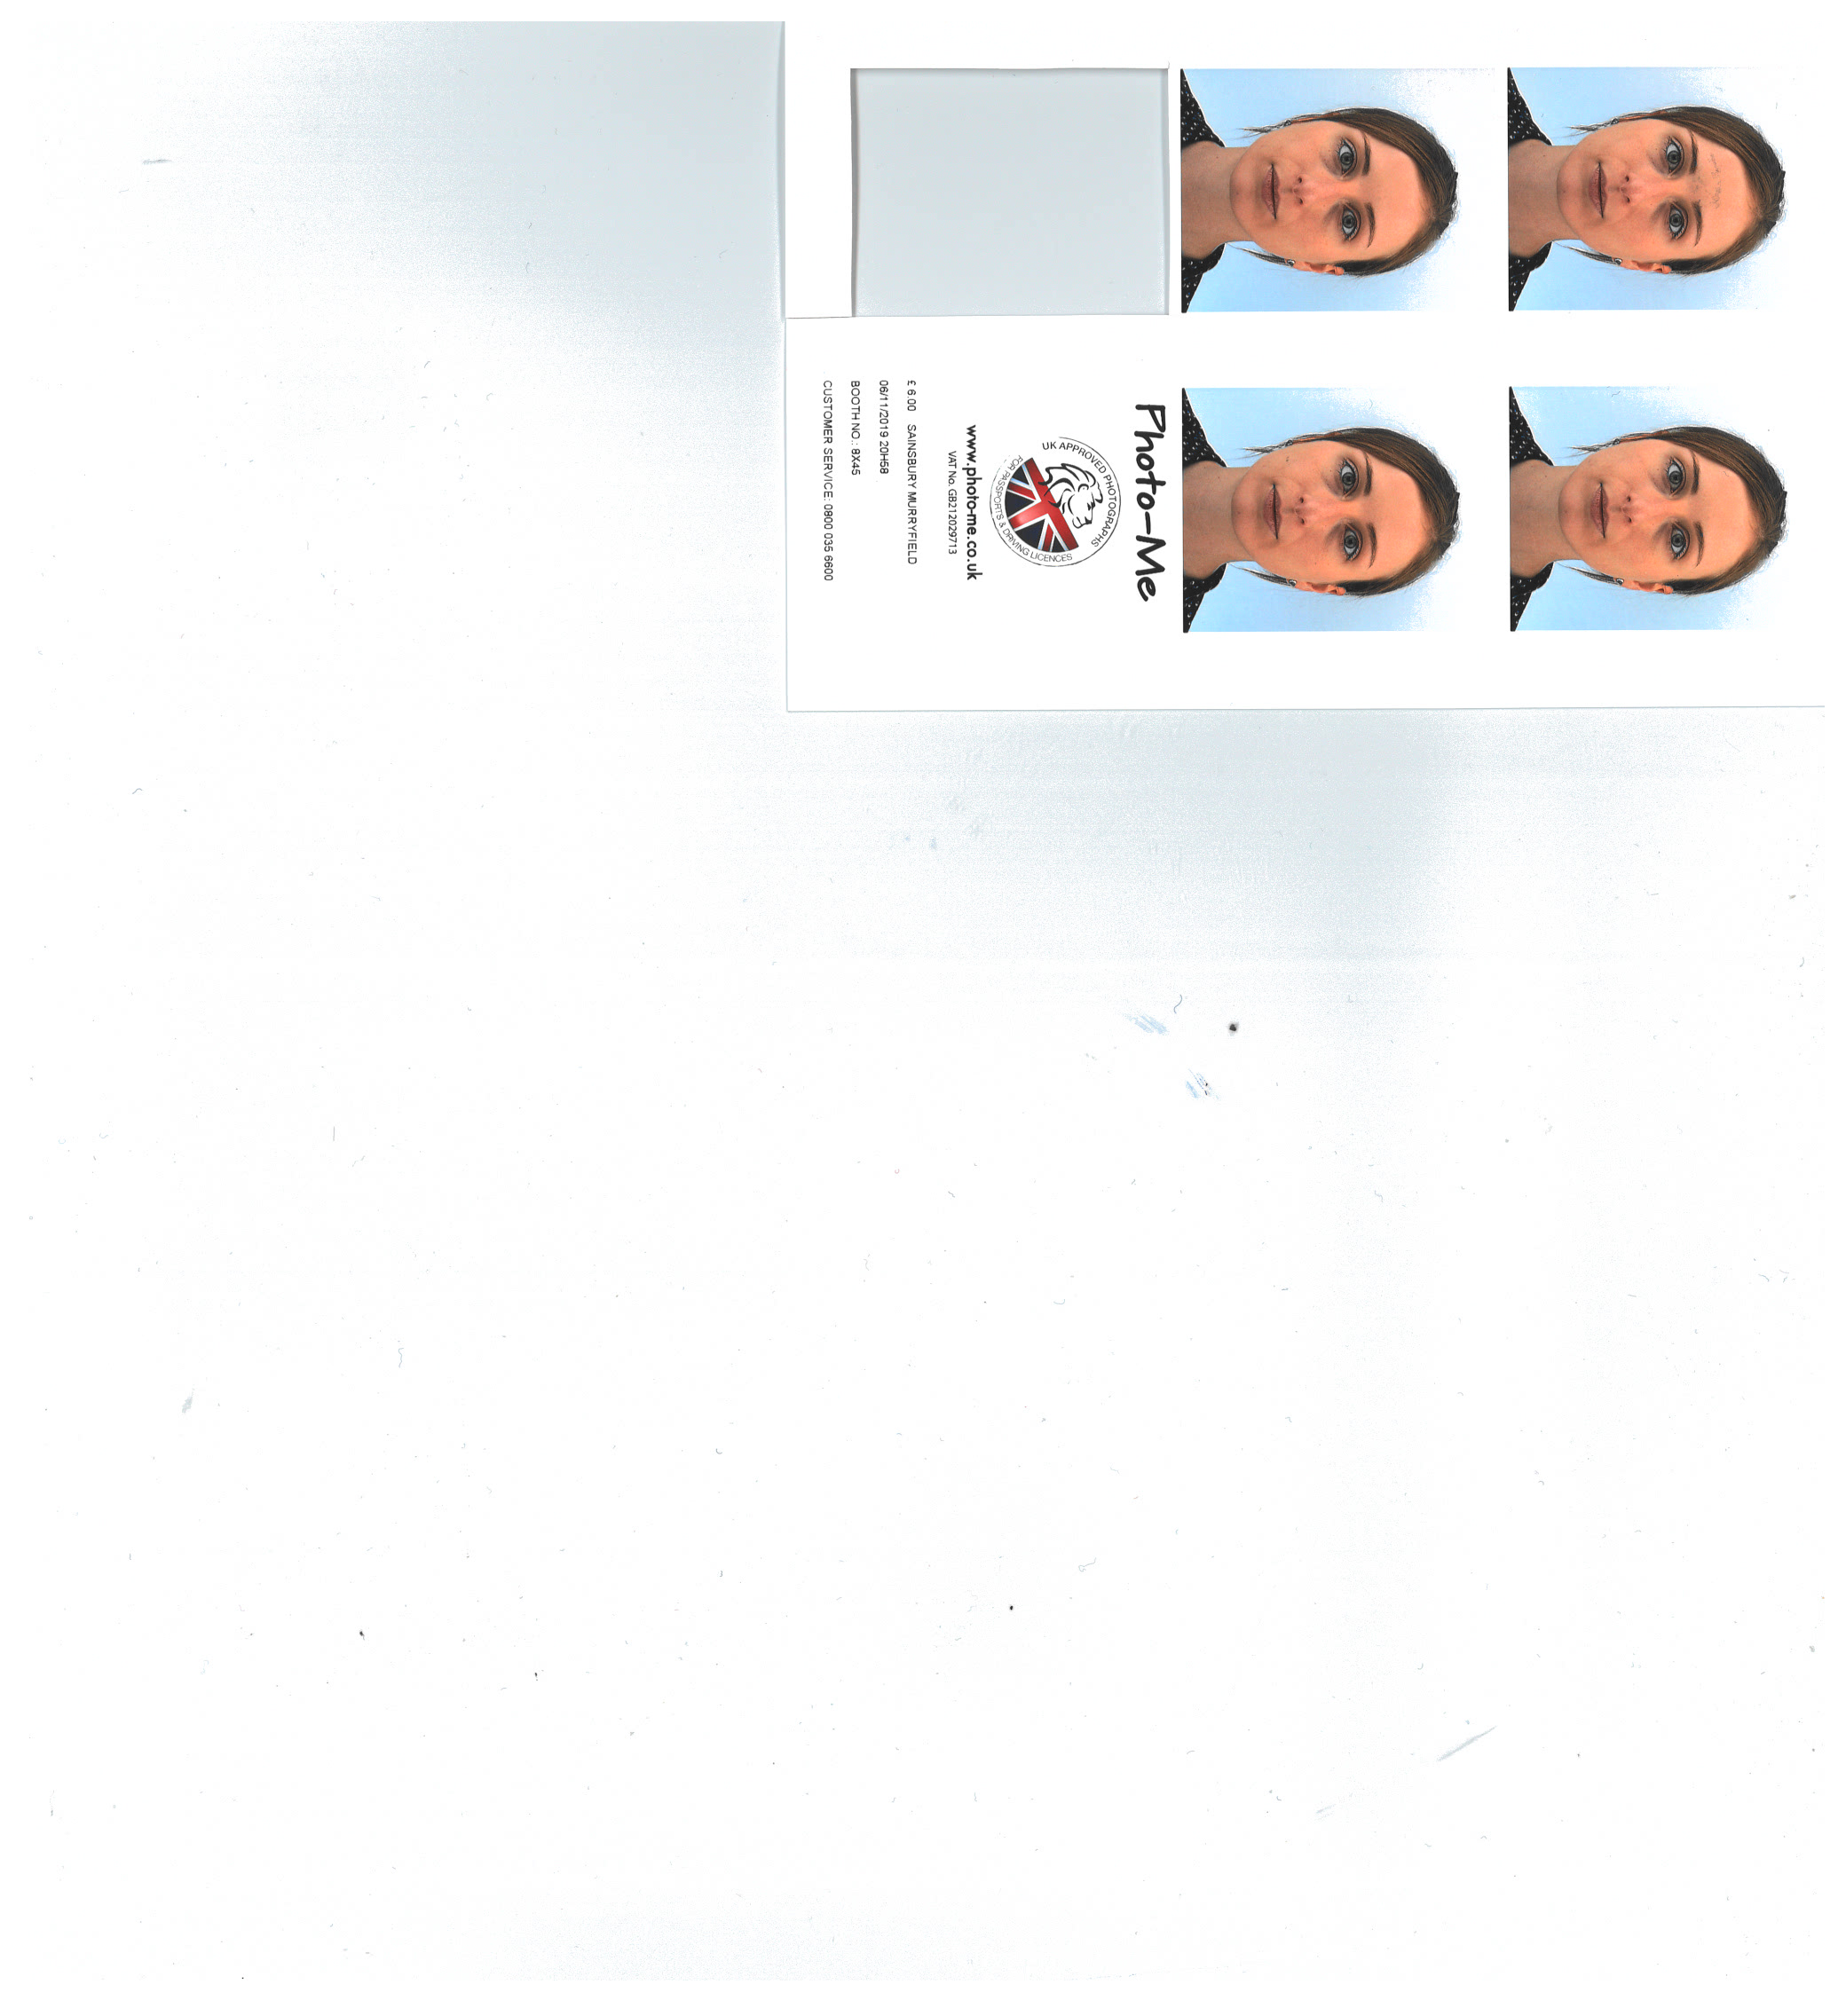 Photo-Me
UK APPROVED PHOTOGRAPHS
FOR PASSPORTS & DRIVING LICENCES
www.photo-me.co.uk
VAT No. GB212029713
£ 6.00 SAINSBURY MURRYFIELD
06/11/2019 20H58
BOOTH NO.: 8X45
CUSTOMER SERVICE: 0800 035 6600